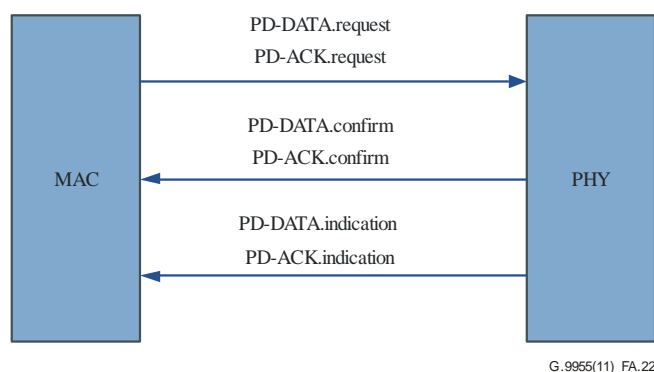 PD-DATA.request
PD-ACK.request
PD-DATA.confirm
PD-ACK.confirm
MAC
PHY
PD-DATA.indication
PD-ACK.indication
G.9955(11)_FA.22